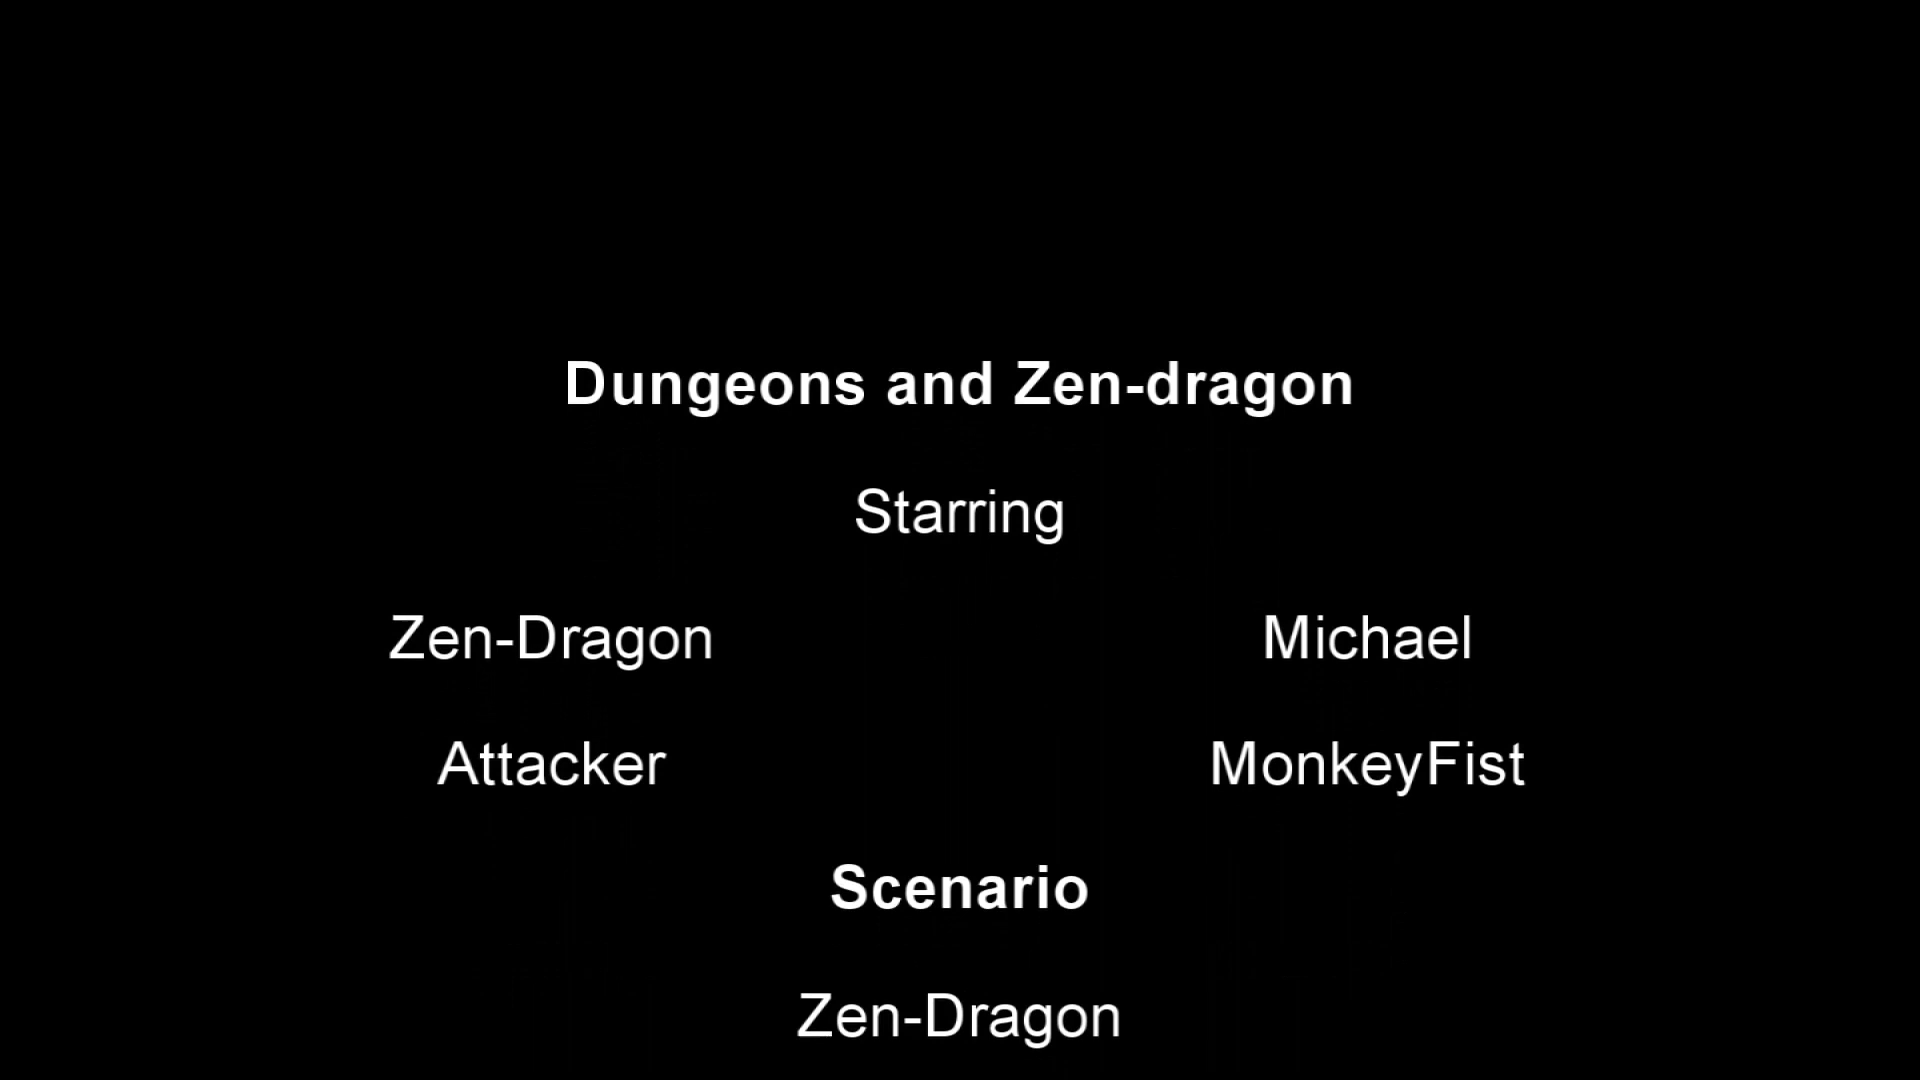 Dungeons and Zen-dragon
Starring
Zen-Dragon Michael
Attacker MonkeyFist
Scenario
Zen-Dragon